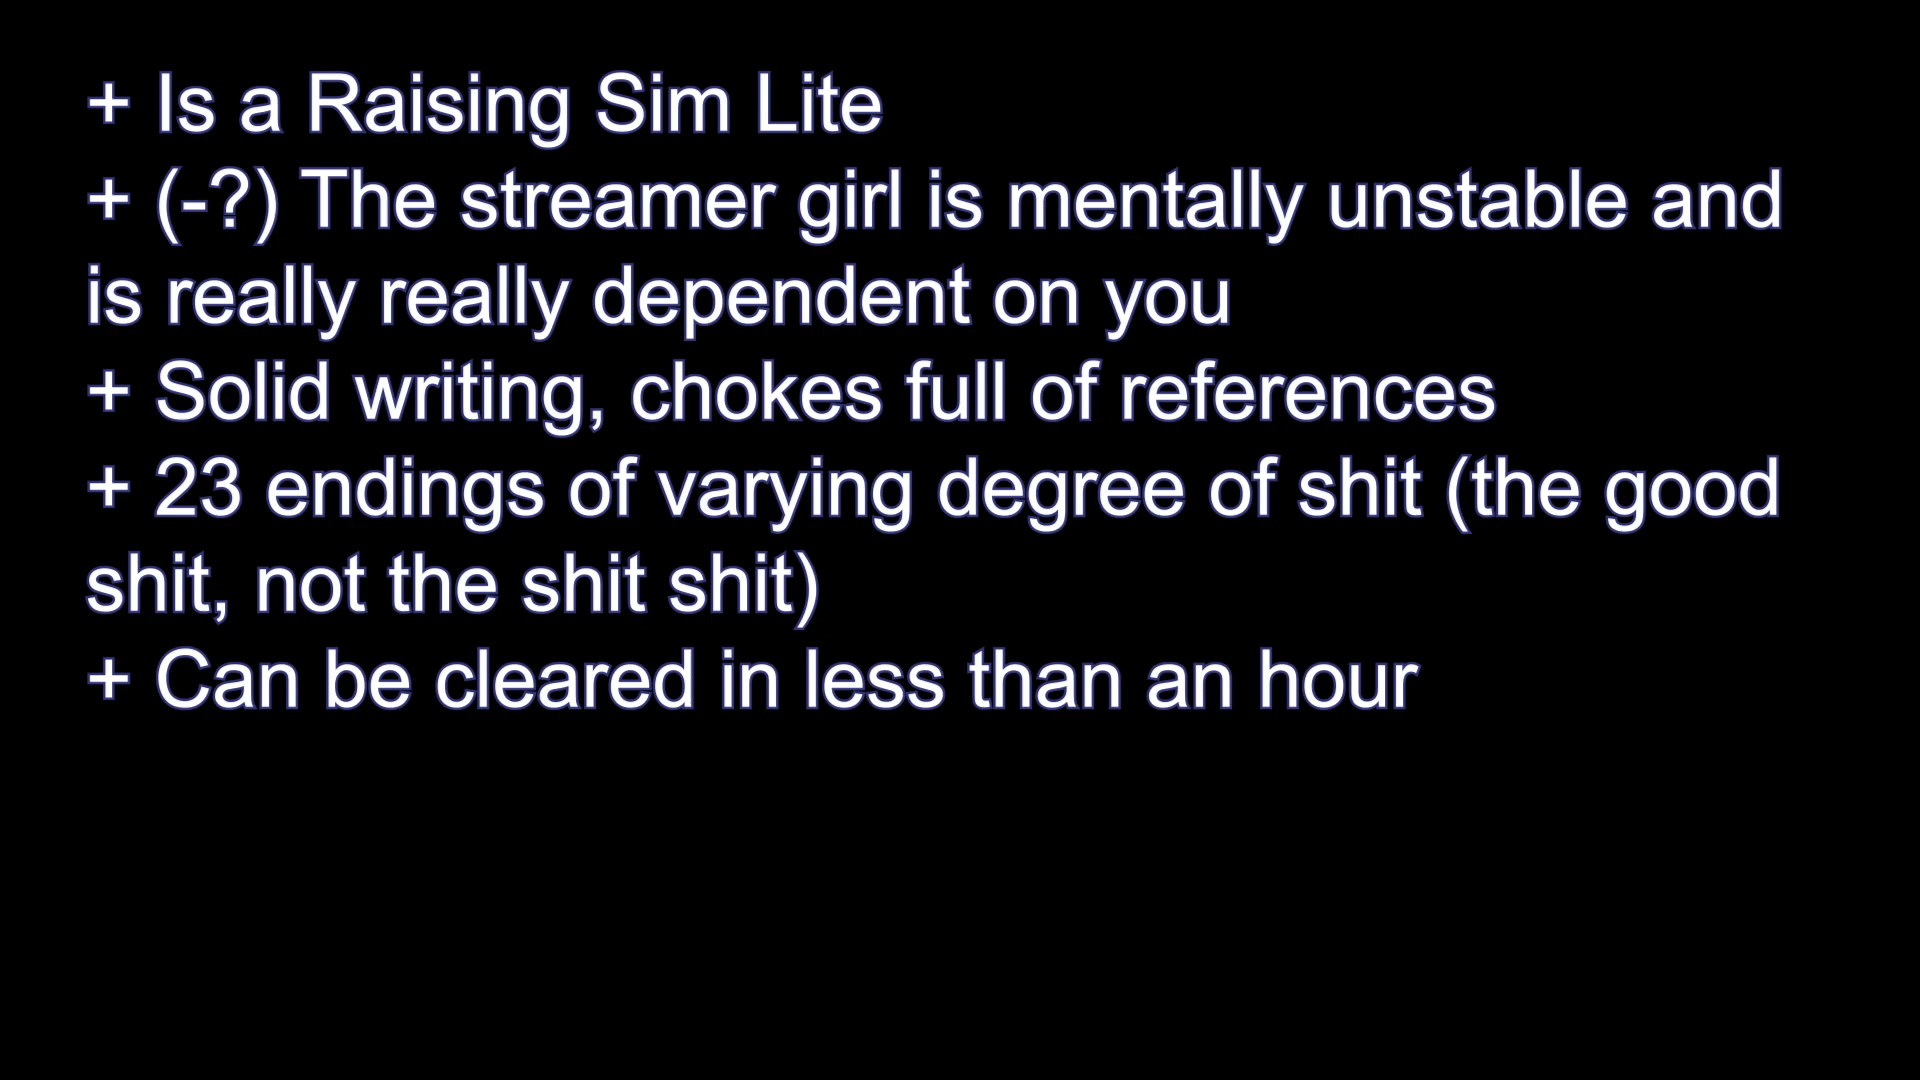 + Is a Raising Sim Lite
+ (-?) The streamer girl is mentally unstable and
is really really dependent on you
+ Solid writing, chokes full of references
+ 23 endings of varying degree of shit (the good
shit, not the shit shit)
+ Can be cleared in less than an hour